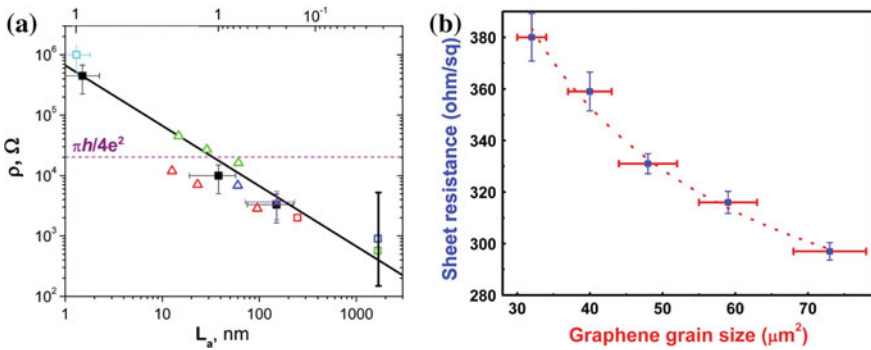 (a)
1 1 10⁻¹
10⁶
10⁵
10⁴
10³
10²
ρ, Ω
πh/4e²
1 10 100 1000
Lₐ, nm
(b)
Sheet resistance (ohm/sq)
380
360
340
320
300
280
30 40 50 60 70
Graphene grain size (μm²)